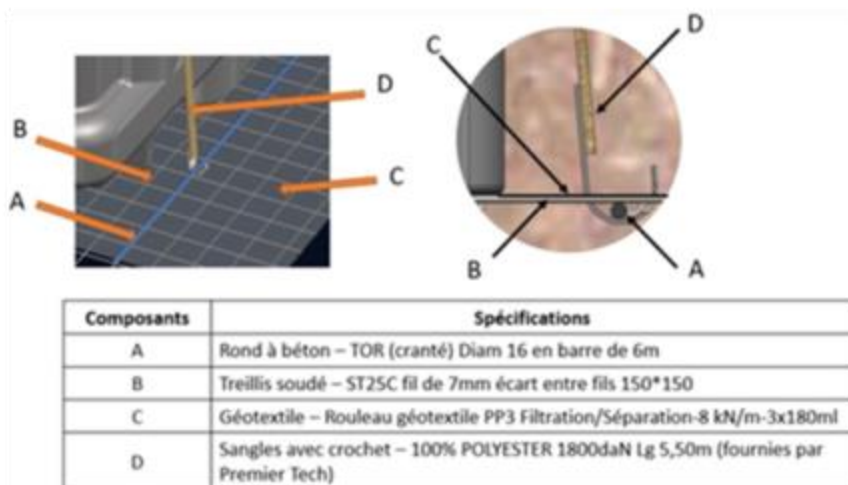 C
D
D
B
C
A
B
A
Composants Spécifications
A Rond à béton – TOR (cranté) Diam 16 en barre de 6m
B Treillis soudé – ST25C fil de 7mm écart entre fils 150*150
C Géotextile – Rouleau géotextile PP3 Filtration/Séparation-8 kN/m-3x180ml
D Sangles avec crochet – 100% POLYESTER 1800daN Lg 5,50m (fournies par
Premier Tech)